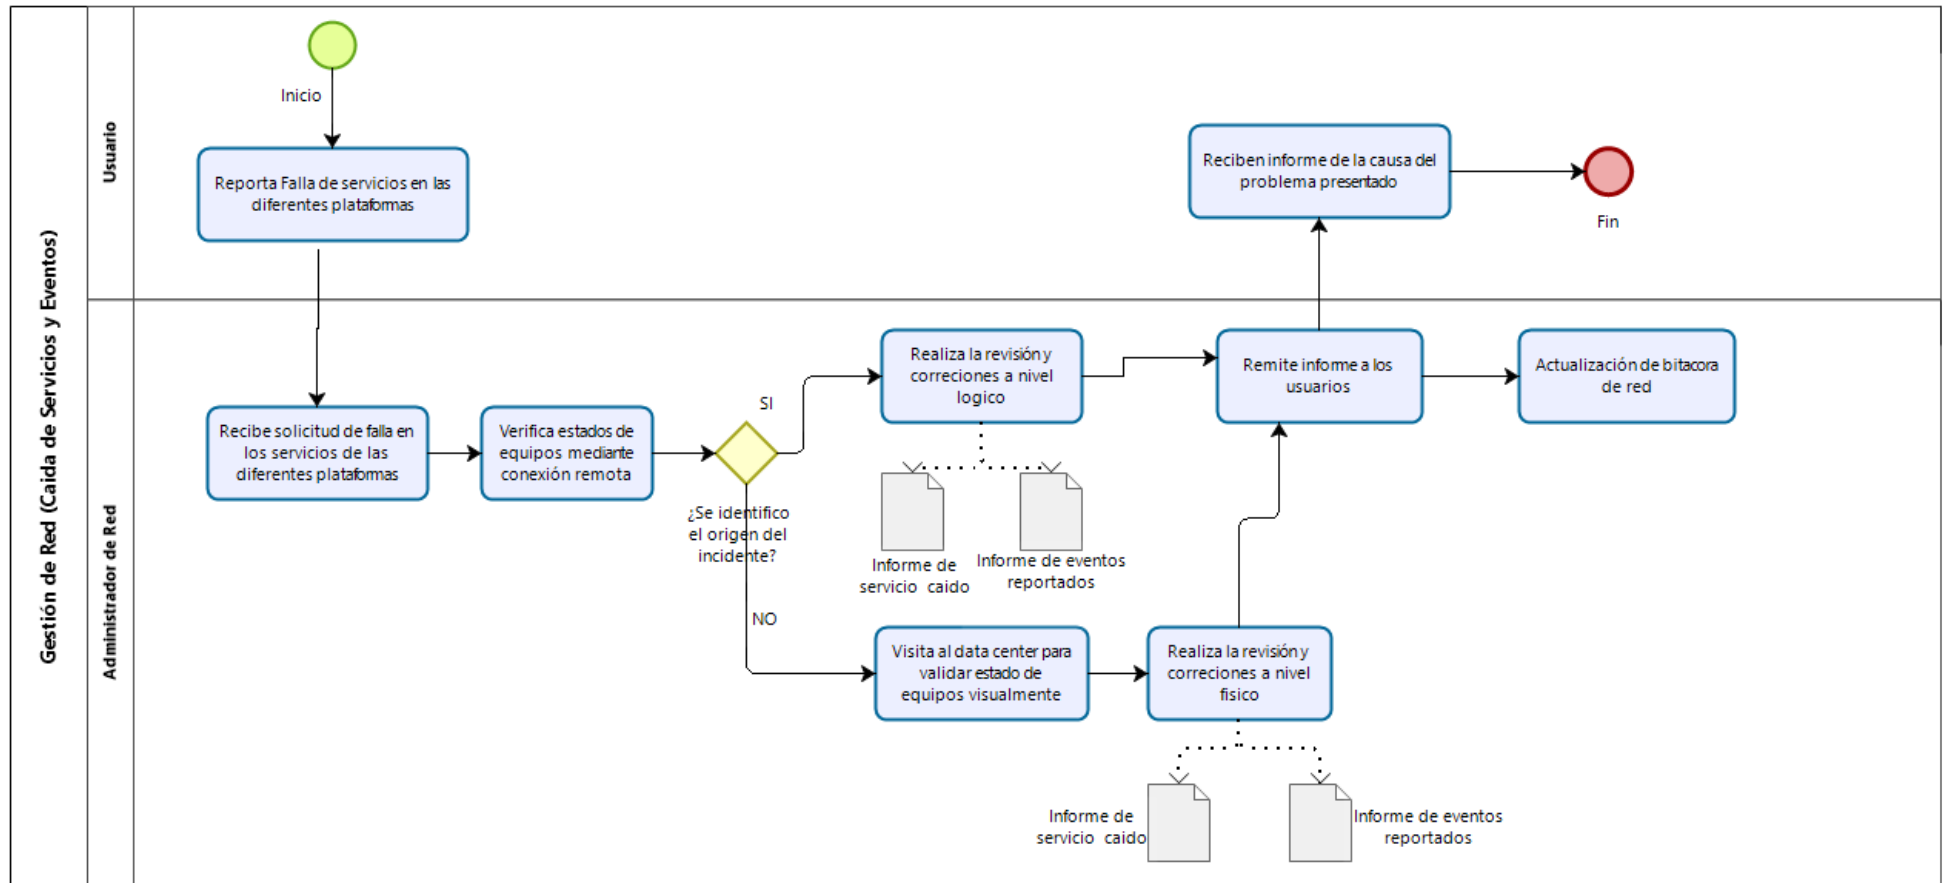 Gestión de Red (Caida de Servicios y Eventos)
Usuario
Inicio
Reporta Falla de servicios en las
diferentes plataformas
Reciben informe de la causa del
problema presentado
Fin
Administrador de Red
Recibe solicitud de falla en
los servicios de las
diferentes plataformas
Verifica estados de
equipos mediante
conexión remota
¿Se identifico
el origen del
incidente?
SI
Realiza la revisión y
correciones a nivel
logico
Informe de
servicio caido
Informe de eventos
reportados
Remite informe a los
usuarios
Actualización de bitacora
de red
NO
Visita al data center para
validar estado de
equipos visualmente
Realiza la revisión y
correciones a nivel
fisico
Informe de
servicio caido
Informe de eventos
reportados